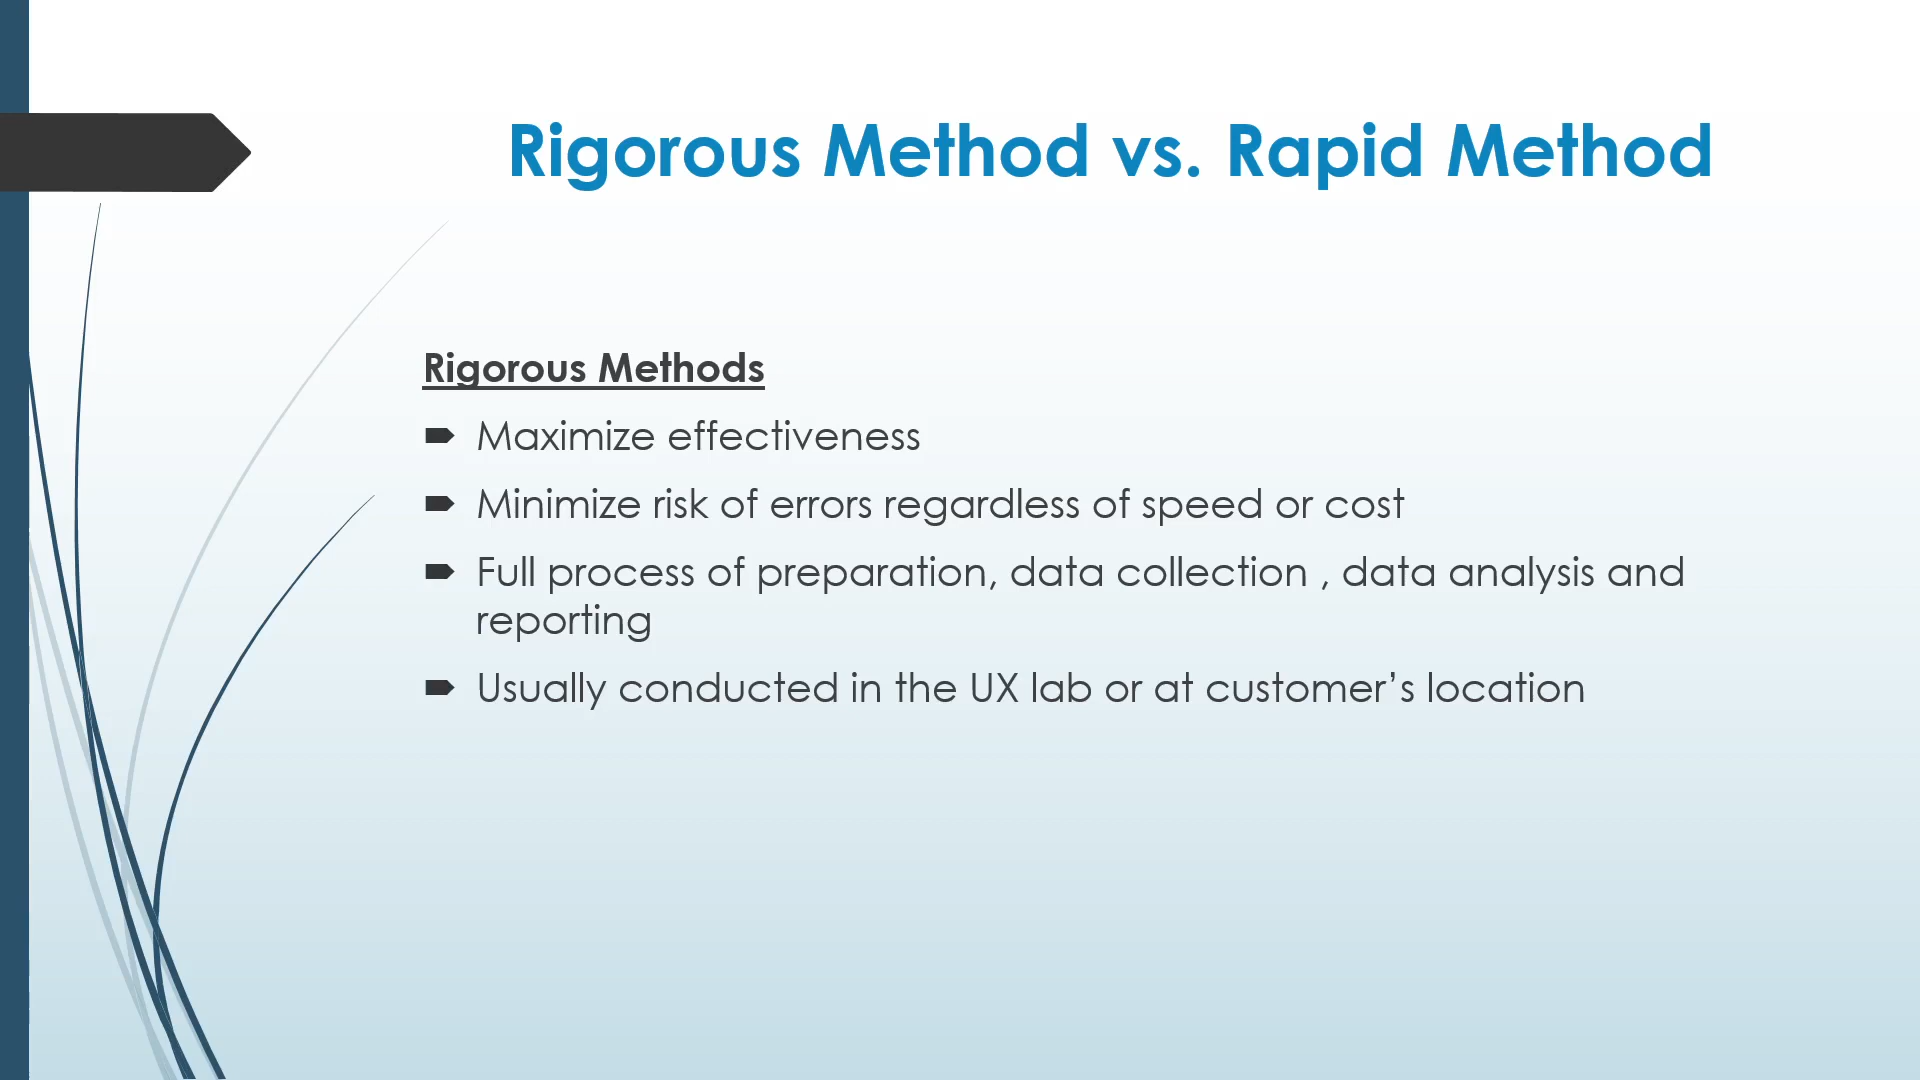 Rigorous Method vs. Rapid Method
Rigorous Methods
Maximize effectiveness
Minimize risk of errors regardless of speed or cost
Full process of preparation, data collection , data analysis and
reporting
Usually conducted in the UX lab or at customer’s location